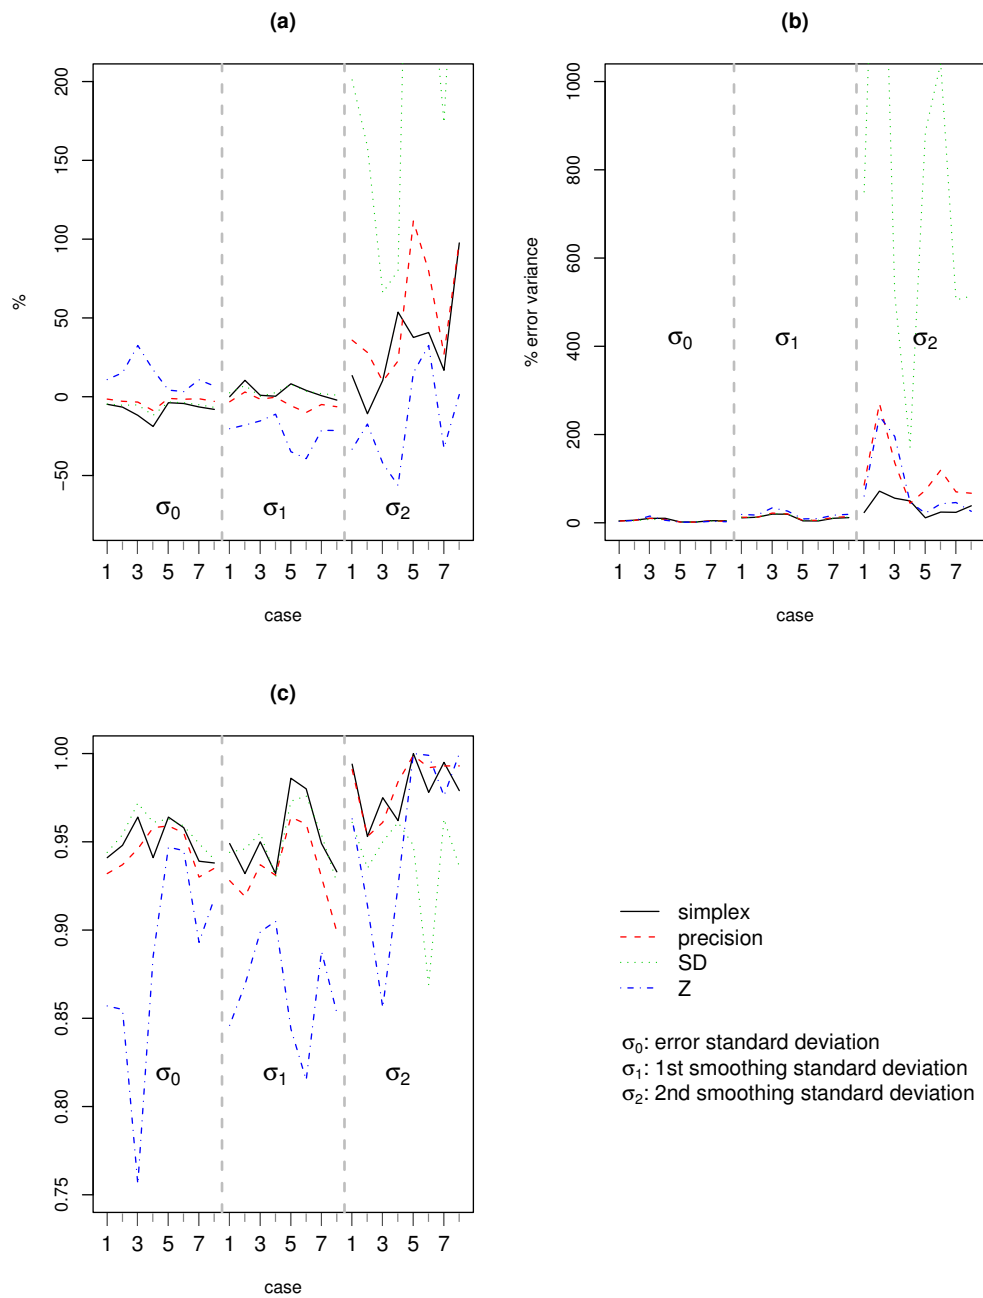 (a)
200
150
100
50
0
−50
%
σ0
σ1
σ2
1 3 5 7 1 3 5 7 1 3 5 7
case
(b)
1000
800
600
400
200
0
% error variance
σ0
σ1
σ2
1 3 5 7 1 3 5 7 1 3 5 7
case
(c)
1.00
0.95
0.90
0.85
0.80
0.75
σ0
σ1
σ2
1 3 5 7 1 3 5 7 1 3 5 7
case
simplex
precision
SD
Z
σ0: error standard deviation
σ1: 1st smoothing standard deviation
σ2: 2nd smoothing standard deviation